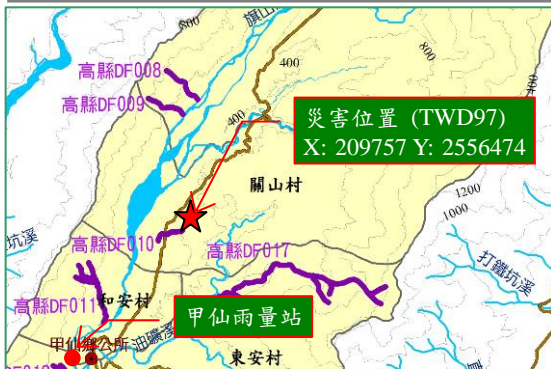 800
旗山
800
高縣DF008
400
高縣DF009
400
400
災害位置 (TWD97)
X: 209757 Y: 2556474
關山村
1200
1000
高縣DF010
高縣DF017
坑溪
打鐵坑溪
高縣DF011
和安村
甲仙雨量站
甲仙鄉公所
油礦溪
東安村